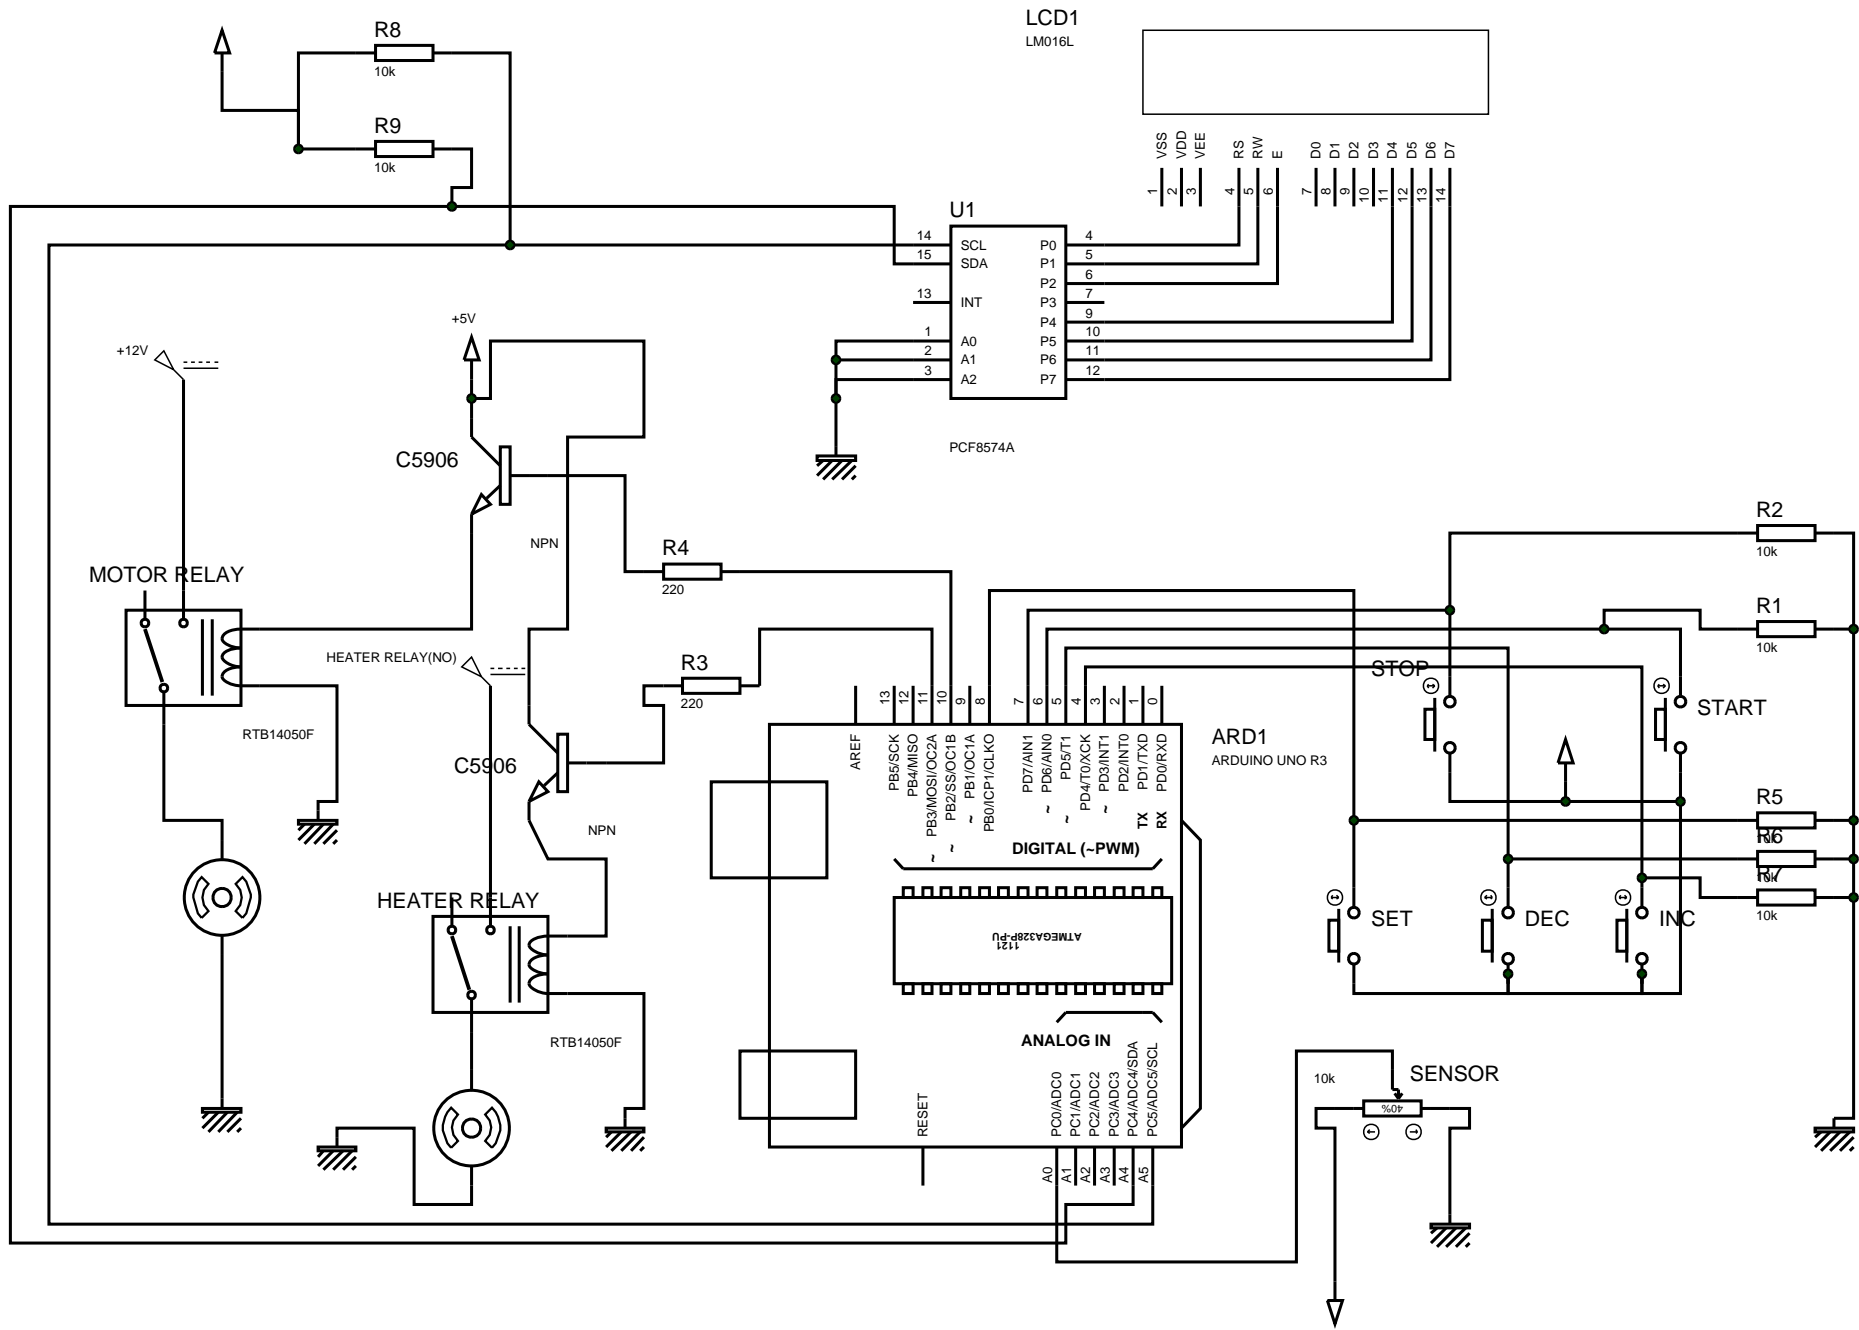 LCD1
LM016L
R8
10k
R9
10k
VSS VDD VEE RS RW E D0 D1 D2 D3 D4 D5 D6 D7
1 2 3 4 5 6 7 8 9 10 11 12 13 14
U1
14 SCL P0 4
15 SDA P1 5
P2 6
13 INT P3 7
P4 9
1 A0 P5 10
2 A1 P6 11
3 A2 P7 12
PCF8574A
+5V
+12V
C5906
NPN
R4
220
R2
10k
MOTOR RELAY
R1
10k
HEATER RELAY(NO)
R3
220
STOP
START
RTB14050F
C5906
NPN
13 12 11 10 9 8 7 6 5 4 3 2 1 0
AREF
PB5/SCK
PB4/MISO
PB3/MOSI/OC2A
~
PB2/SS/OC1B
~
PB1/OC1A
~
PB0/ICP1/CLKO
PD7/AIN1
PD6/AIN0
~
PD5/T1
~
PD4/T0/XCK
PD3/INT1
~
PD2/INT0
PD1/TXD
TX
PD0/RXD
RX
ARD1
ARDUINO UNO R3
DIGITAL (~PWM)
R5
10k
R6
10k
R7
10k
HEATER RELAY
SET
DEC
INC
ATMEGA328P-PU
1121
RTB14050F
ANALOG IN
RESET
PC0/ADC0
PC1/ADC1
PC2/ADC2
PC3/ADC3
PC4/ADC4/SDA
PC5/ADC5/SCL
A0 A1 A2 A3 A4 A5
10k
SENSOR
40%